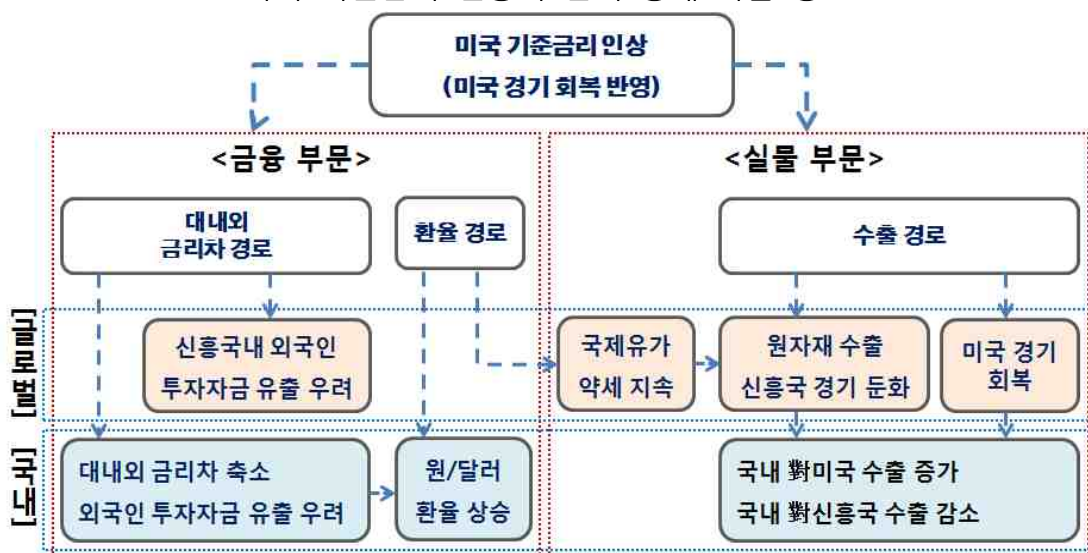 미국 기준금리 인상
(미국 경기 회복 반영)
<금융 부문>
<실물 부문>
대내외
금리차 경로
환율 경로
수출 경로
[글로벌]
신흥국내 외국인
투자자금 유출 우려
국제유가
약세 지속
원자재 수출
신흥국 경기 둔화
미국 경기
회복
[국내]
대내외 금리차 축소
외국인 투자자금 유출 우려
원/달러
환율 상승
국내 對미국 수출 증가
국내 對신흥국 수출 감소